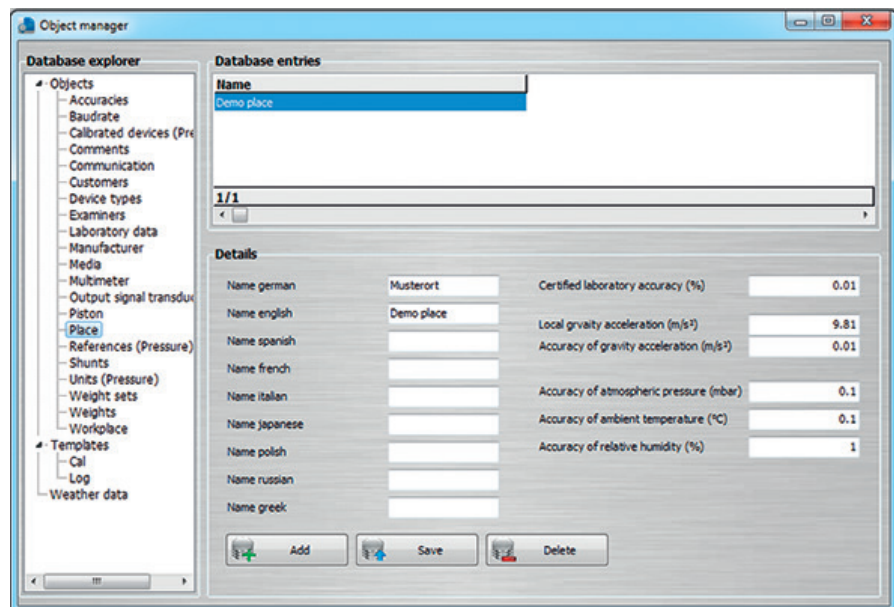 Object manager
Database explorer
Objects
Accuracies
Baudrate
Calibrated devices (Pre
Comments
Communication
Customers
Device types
Examiners
Laboratory data
Manufacturer
Media
Multimeter
Output signal transduc
Piston
Place
References (Pressure)
Shunts
Units (Pressure)
Weight sets
Weights
Workplace
Templates
Cal
Log
Weather data
Database entries
Name
Demo place
1/1
Details
Name german Musterort
Name english Demo place
Name spanish
Name french
Name italian
Name japanese
Name polish
Name russian
Name greek
Certified laboratory accuracy (%) 0.01
Local grvaity acceleration (m/s²) 9.81
Accuracy of gravity acceleration (m/s²) 0.01
Accuracy of atmospheric pressure (mbar) 0.1
Accuracy of ambient temperature (°C) 0.1
Accuracy of relative humidity (%) 1
Add Save Delete